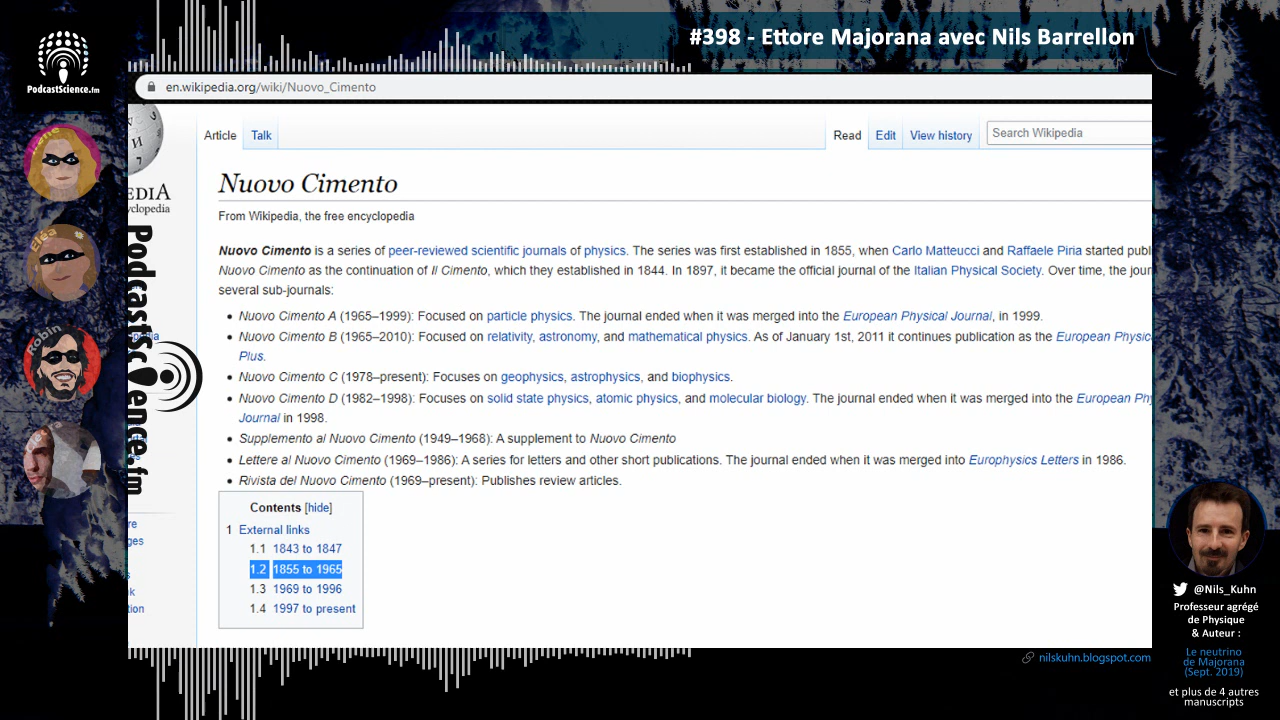 #398 - Ettore Majorana avec Nils Barrellon
PodcastScience.fm
en.wikipedia.org/wiki/Nuovo_Cimento
Article Talk Read Edit View history Search Wikipedia
EDIA
yclopedia
Nuovo Cimento
From Wikipedia, the free encyclopedia
Nuovo Cimento is a series of peer-reviewed scientific journals of physics. The series was first established in 1855, when Carlo Matteucci and Raffaele Piria started publ
Nuovo Cimento as the continuation of Il Cimento, which they established in 1844. In 1897, it became the official journal of the Italian Physical Society. Over time, the jour
several sub-journals:
• Nuovo Cimento A (1965–1999): Focused on particle physics. The journal ended when it was merged into the European Physical Journal, in 1999.
• Nuovo Cimento B (1965–2010): Focused on relativity, astronomy, and mathematical physics. As of January 1st, 2011 it continues publication as the European Physic
Plus.
• Nuovo Cimento C (1978–present): Focuses on geophysics, astrophysics, and biophysics.
• Nuovo Cimento D (1982–1998): Focuses on solid state physics, atomic physics, and molecular biology. The journal ended when it was merged into the European Phy
Journal in 1998.
• Supplemento al Nuovo Cimento (1949–1968): A supplement to Nuovo Cimento
• Lettere al Nuovo Cimento (1969–1986): A series for letters and other short publications. The journal ended when it was merged into Europhysics Letters in 1986.
• Rivista del Nuovo Cimento (1969–present): Publishes review articles.
Contents [hide]
1 External links
1.1 1843 to 1847
1.2 1855 to 1965
1.3 1969 to 1996
1.4 1997 to present
Eléa
Robin
PodcastScience.fm
@Nils_Kuhn
Professeur agrégé
de Physique
& Auteur :
Le neutrino
de Majorana
(Sept. 2019)
et plus de 4 autres
manuscripts
nilskuhn.blogspot.com